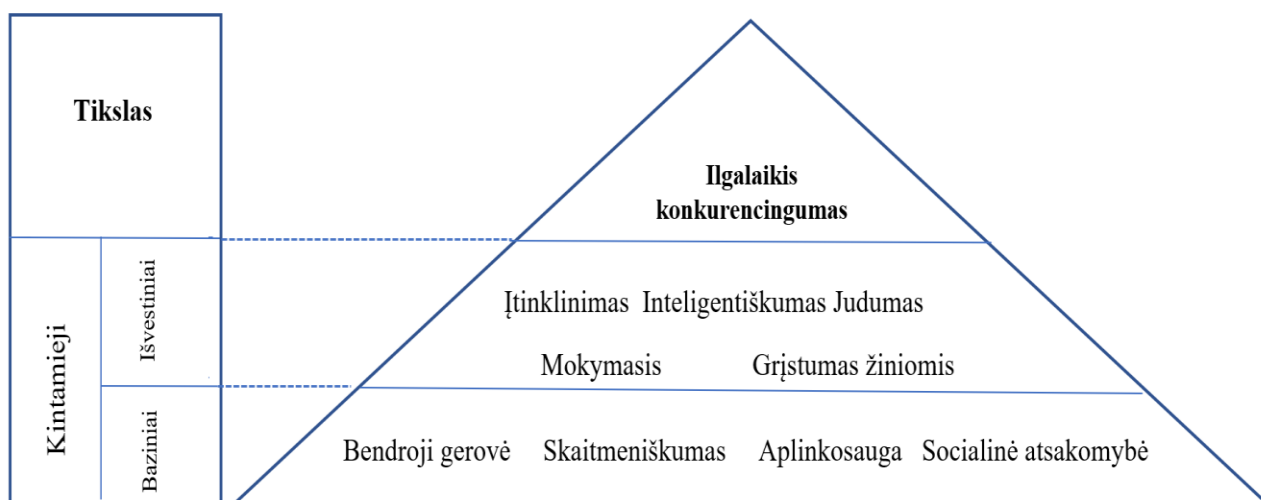 Tikslas
Ilgalaikis
konkurencingumas
Kintamieji
Išvestiniai
Įtinklinimas Inteligentiškumas Judumas
Mokymasis Grįstumas žiniomis
Baziniai
Bendroji gerovė Skaitmeniškumas Aplinkosauga Socialinė atsakomybė